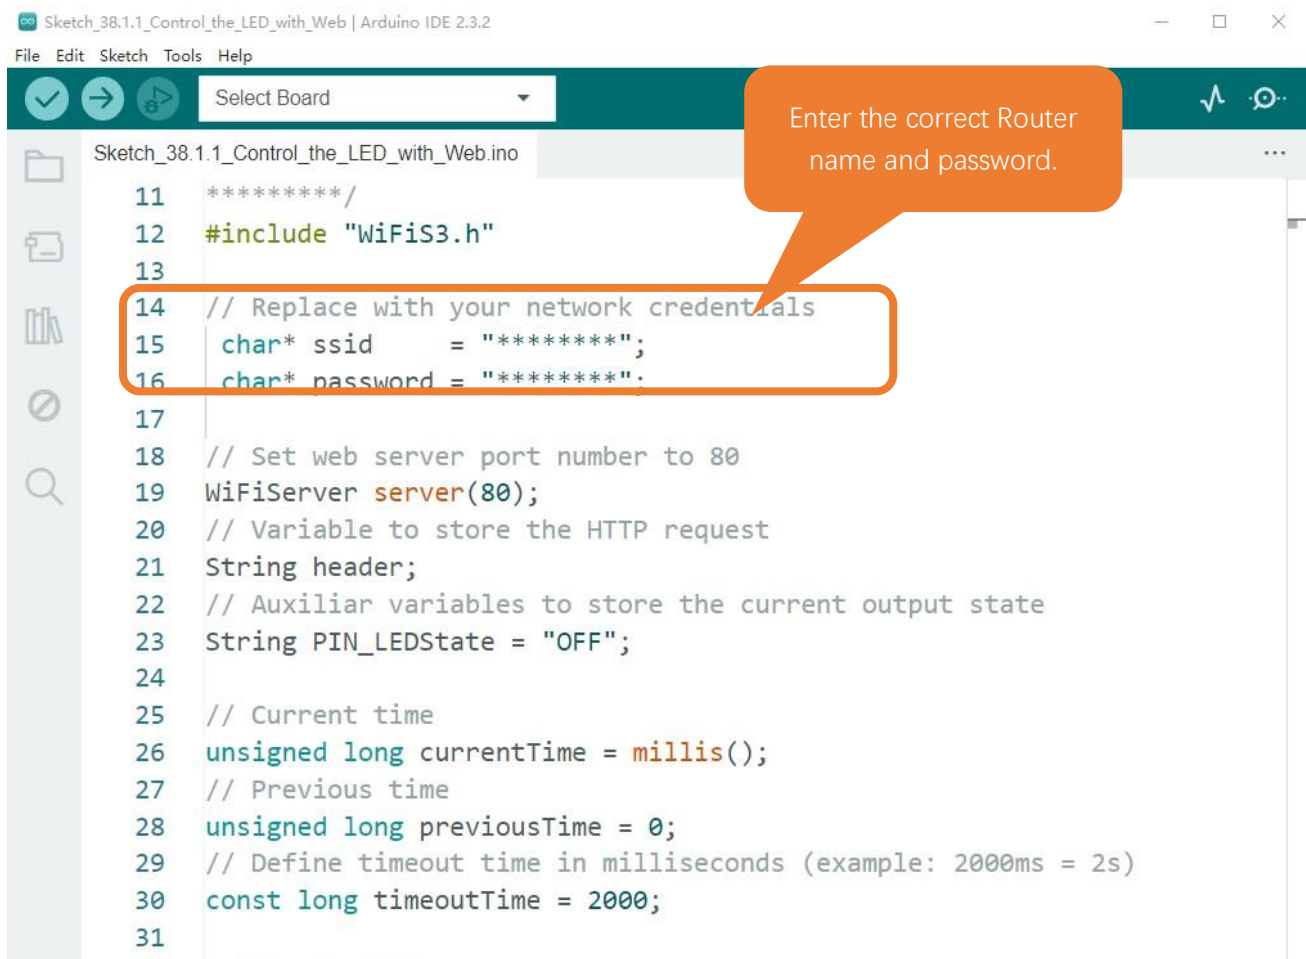 Sketch_38.1.1_Control_the_LED_with_Web | Arduino IDE 2.3.2
File Edit Sketch Tools Help
Select Board
Enter the correct Router
name and password.
Sketch_38.1.1_Control_the_LED_with_Web.ino
11 *********/
12 #include "WiFiS3.h"
13
14 // Replace with your network credentials
15 char* ssid     = "********";
16 char* password = "********";
17
18 // Set web server port number to 80
19 WiFiServer server(80);
20 // Variable to store the HTTP request
21 String header;
22 // Auxiliar variables to store the current output state
23 String PIN_LEDState = "OFF";
24
25 // Current time
26 unsigned long currentTime = millis();
27 // Previous time
28 unsigned long previousTime = 0;
29 // Define timeout time in milliseconds (example: 2000ms = 2s)
30 const long timeoutTime = 2000;
31